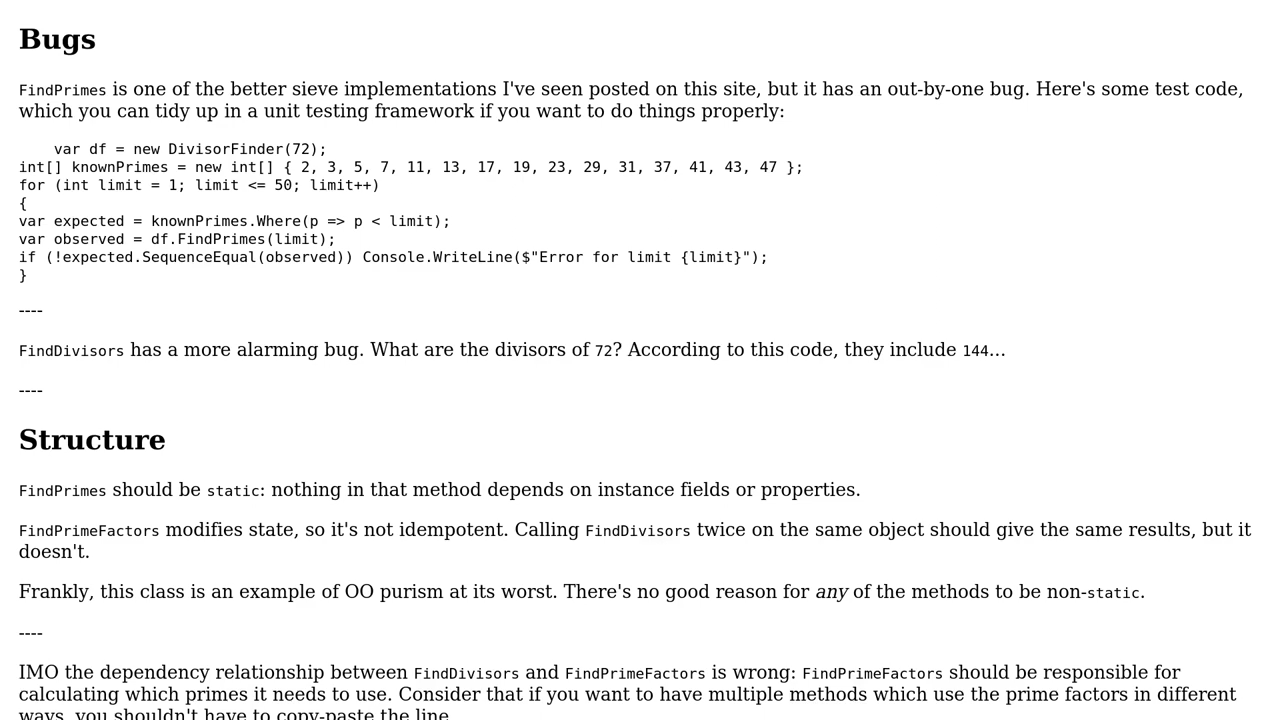 Bugs
FindPrimes is one of the better sieve implementations I've seen posted on this site, but it has an out-by-one bug. Here's some test code,
which you can tidy up in a unit testing framework if you want to do things properly:
    var df = new DivisorFinder(72);
int[] knownPrimes = new int[] { 2, 3, 5, 7, 11, 13, 17, 19, 23, 29, 31, 37, 41, 43, 47 };
for (int limit = 1; limit <= 50; limit++)
{
var expected = knownPrimes.Where(p => p < limit);
var observed = df.FindPrimes(limit);
if (!expected.SequenceEqual(observed)) Console.WriteLine($"Error for limit {limit}");
}
----
FindDivisors has a more alarming bug. What are the divisors of 72? According to this code, they include 144...
----
Structure
FindPrimes should be static: nothing in that method depends on instance fields or properties.
FindPrimeFactors modifies state, so it's not idempotent. Calling FindDivisors twice on the same object should give the same results, but it
doesn't.
Frankly, this class is an example of OO purism at its worst. There's no good reason for any of the methods to be non-static.
----
IMO the dependency relationship between FindDivisors and FindPrimeFactors is wrong: FindPrimeFactors should be responsible for
calculating which primes it needs to use. Consider that if you want to have multiple methods which use the prime factors in different
ways, you shouldn't have to copy-paste the line